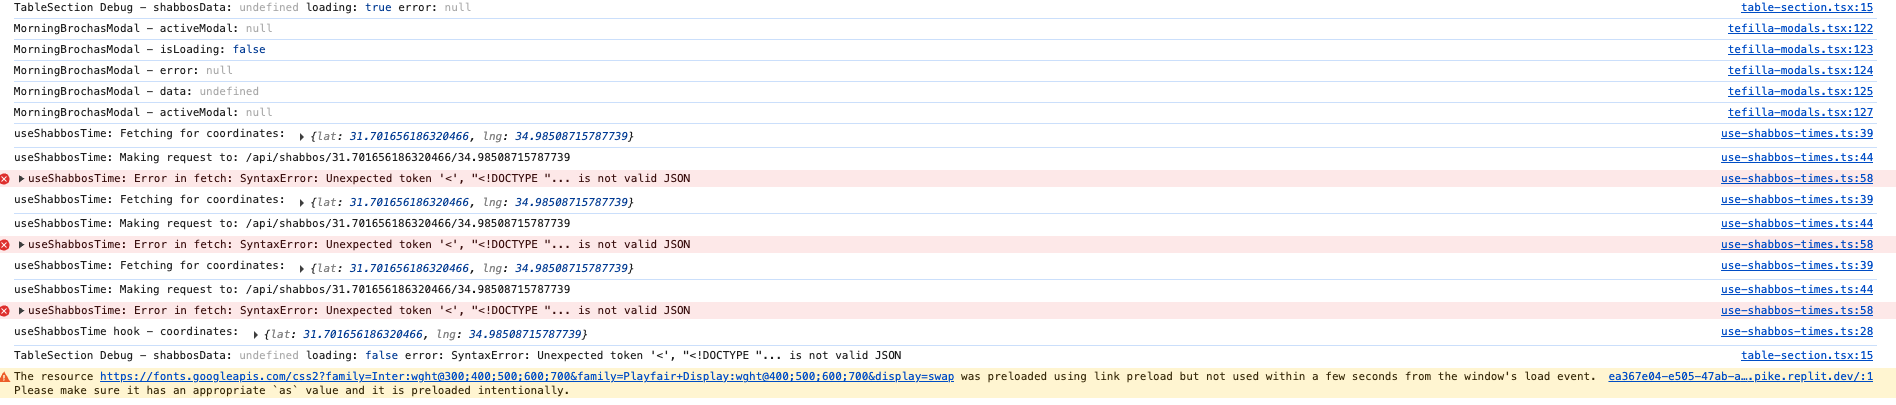 TableSection Debug – shabbosData: undefined loading: true error: null table-section.tsx:15
MorningBrochasModal – activeModal: null tefilla-modals.tsx:122
MorningBrochasModal – isLoading: false tefilla-modals.tsx:123
MorningBrochasModal – error: null tefilla-modals.tsx:124
MorningBrochasModal – data: undefined tefilla-modals.tsx:125
MorningBrochasModal – activeModal: null tefilla-modals.tsx:127
useShabbosTime: Fetching for coordinates: {lat: 31.701656186320466, lng: 34.98508715787739} use-shabbos-times.ts:39
useShabbosTime: Making request to: /api/shabbos/31.701656186320466/34.98508715787739 use-shabbos-times.ts:44
useShabbosTime: Error in fetch: SyntaxError: Unexpected token '<', "<!DOCTYPE "... is not valid JSON use-shabbos-times.ts:58
useShabbosTime: Fetching for coordinates: {lat: 31.701656186320466, lng: 34.98508715787739} use-shabbos-times.ts:39
useShabbosTime: Making request to: /api/shabbos/31.701656186320466/34.98508715787739 use-shabbos-times.ts:44
useShabbosTime: Error in fetch: SyntaxError: Unexpected token '<', "<!DOCTYPE "... is not valid JSON use-shabbos-times.ts:58
useShabbosTime: Fetching for coordinates: {lat: 31.701656186320466, lng: 34.98508715787739} use-shabbos-times.ts:39
useShabbosTime: Making request to: /api/shabbos/31.701656186320466/34.98508715787739 use-shabbos-times.ts:44
useShabbosTime: Error in fetch: SyntaxError: Unexpected token '<', "<!DOCTYPE "... is not valid JSON use-shabbos-times.ts:58
useShabbosTime hook – coordinates: {lat: 31.701656186320466, lng: 34.98508715787739} use-shabbos-times.ts:28
TableSection Debug – shabbosData: undefined loading: false error: SyntaxError: Unexpected token '<', "<!DOCTYPE "... is not valid JSON table-section.tsx:15
The resource https://fonts.googleapis.com/css2?family=Inter:wght@300;400;500;600;700&family=Playfair+Display:wght@400;500;600;700&display=swap was preloaded using link preload but not used within a few seconds from the window's load event. ea367e04-e505-47ab-a….pike.replit.dev/:1
Please make sure it has an appropriate `as` value and it is preloaded intentionally.